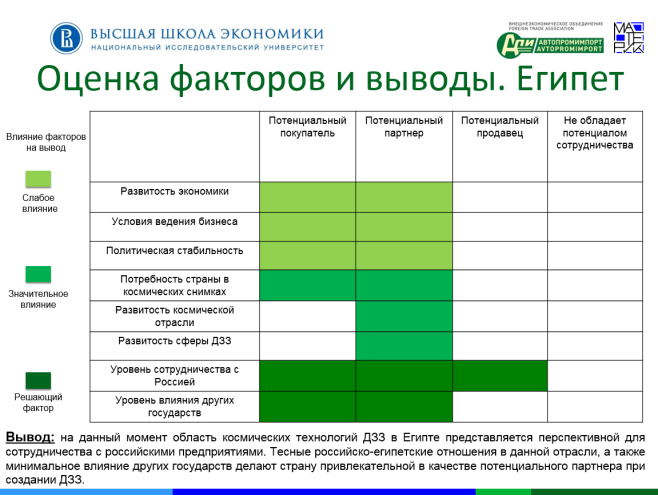 ВЫСШАЯ ШКОЛА ЭКОНОМИКИ
НАЦИОНАЛЬНЫЙ ИССЛЕДОВАТЕЛЬСКИЙ УНИВЕРСИТЕТ
ВНЕШНЕЭКОНОМИЧЕСКОЕ ОБЪЕДИНЕНИЕ
FOREIGN TRADE ASSOCIATION
Апи АВТОПРОМИМПОРТ
AVTOPROMIMPORT
Оценка факторов и выводы. Египет
Влияние факторов
на вывод
Слабое
влияние
Значительное
влияние
Решающий
фактор
Потенциальный
покупатель
Потенциальный
партнер
Потенциальный
продавец
Не обладает
потенциалом
сотрудничества
Развитость экономики
Условия ведения бизнеса
Политическая стабильность
Потребность страны в
космических снимках
Развитость космической
отрасли
Развитость сферы ДЗЗ
Уровень сотрудничества с
Россией
Уровень влияния других
государств
Вывод: на данный момент область космических технологий ДЗЗ в Египте представляется перспективной для
сотрудничества с российскими предприятиями. Тесные российско-египетские отношения в данной отрасли, а также
минимальное влияние других государств делают страну привлекательной в качестве потенциального партнера при
создании ДЗЗ.